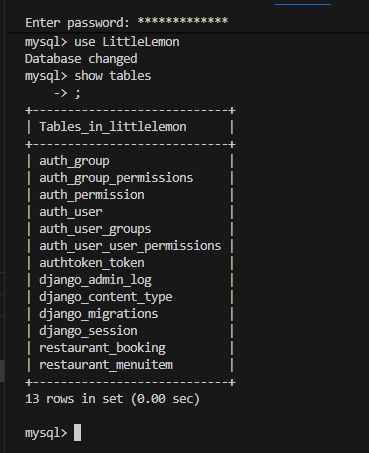 Enter password: *************
mysql> use LittleLemon
Database changed
mysql> show tables
    -> ;
+----------------------------+
| Tables_in_littlelemon      |
+----------------------------+
| auth_group                 |
| auth_group_permissions     |
| auth_permission            |
| auth_user                  |
| auth_user_groups           |
| auth_user_user_permissions |
| authtoken_token            |
| django_admin_log           |
| django_content_type        |
| django_migrations          |
| django_session             |
| restaurant_booking         |
| restaurant_menuitem        |
+----------------------------+
13 rows in set (0.00 sec)
mysql>